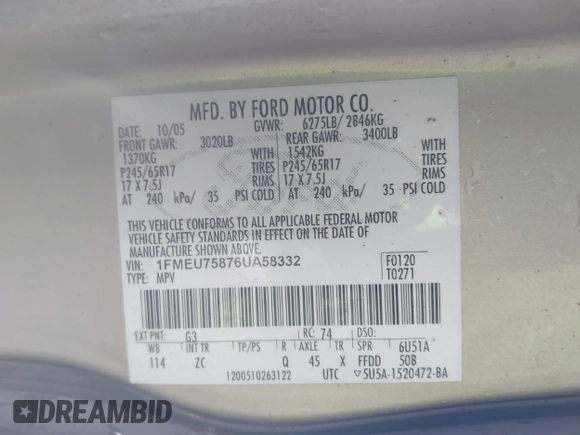 MFD. BY FORD MOTOR CO.
DATE: 10/05 GVWR: 6275LB/ 2846KG
FRONT GAWR: 3020LB REAR GAWR: 3400LB
1370KG WITH 1542KG WITH
P245/65R17 TIRES P245/65R17 TIRES
17 X 7.5J RIMS 17 X 7.5J RIMS
AT 240 kPa/ 35 PSI COLD AT 240 kPa/ 35 PSI COLD
THIS VEHICLE CONFORMS TO ALL APPLICABLE FEDERAL MOTOR
VEHICLE SAFETY STANDARDS IN EFFECT ON THE DATE OF
MANUFACTURE SHOWN ABOVE.
VIN: 1FMEU75876UA58332 F0120
TYPE: MPV T0271
EXT PNT: G3 RC: 74 DSO:
WB INT TR TP/PS R AXLE TR SPR 6U51A
114 ZC Q 45 X FFDD 50B
1200510263122 UTC ▽5U5A-1520472-BA
AUTO AUCTION HISTORY